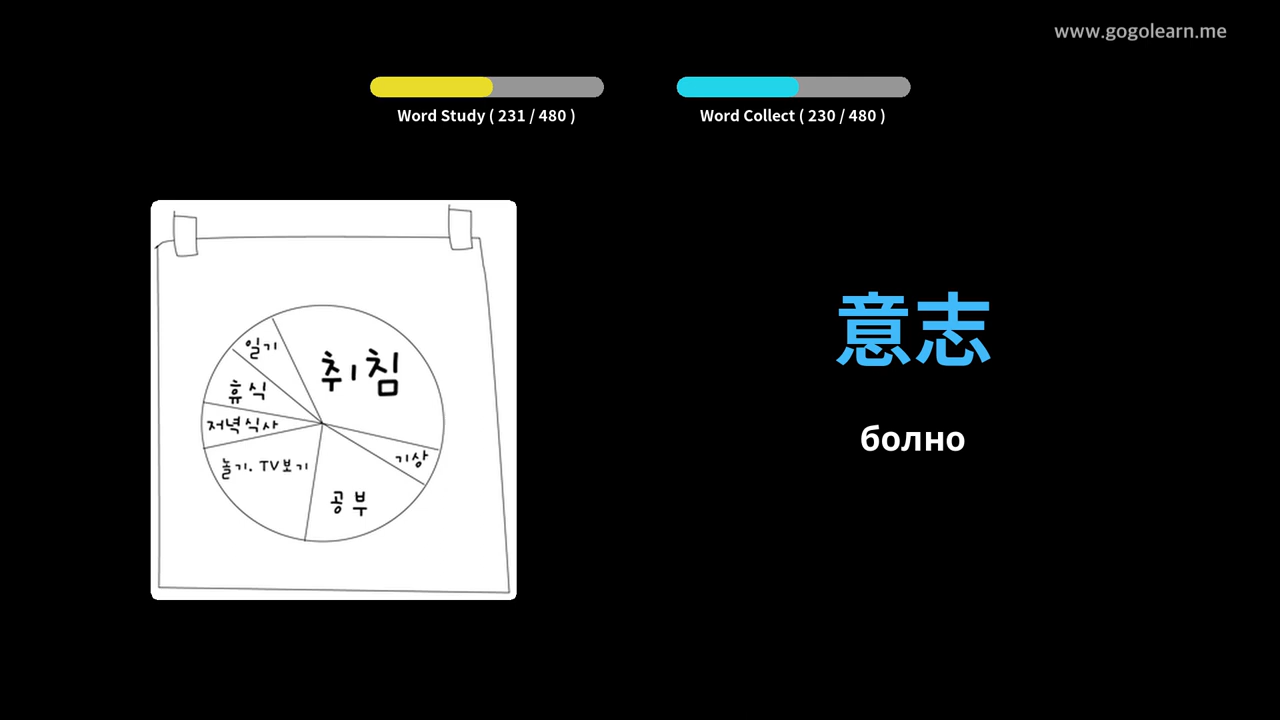 www.gogolearn.me
Word Study ( 231 / 480 )
Word Collect ( 230 / 480 )
일기
취침
휴식
저녁식사
놀기. TV보기
기상
공부
意志
болно